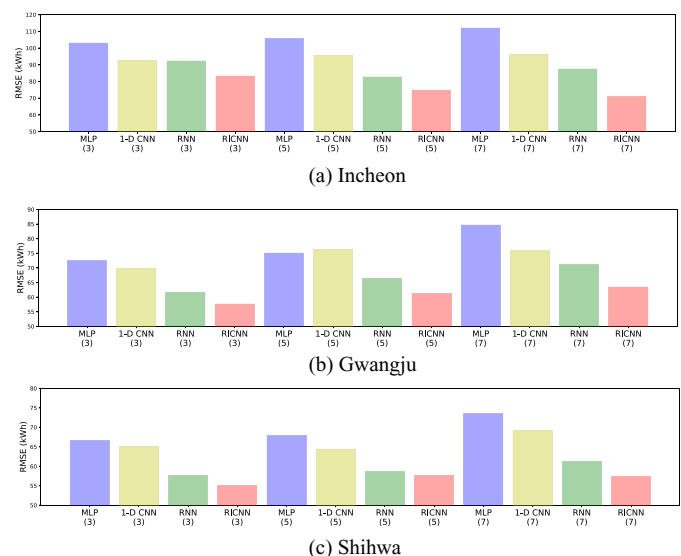 120
110
100
90
80
70
60
50
RMSE (kWh)
MLP 1-D CNN RNN RICNN MLP 1-D CNN RNN RICNN MLP 1-D CNN RNN RICNN
(3) (3) (3) (3) (5) (5) (5) (5) (7) (7) (7) (7)
(a) Incheon
90
85
80
75
70
65
60
55
50
RMSE (kWh)
MLP 1-D CNN RNN RICNN MLP 1-D CNN RNN RICNN MLP 1-D CNN RNN RICNN
(3) (3) (3) (3) (5) (5) (5) (5) (7) (7) (7) (7)
(b) Gwangju
80
75
70
65
60
55
50
RMSE (kWh)
MLP 1-D CNN RNN RICNN MLP 1-D CNN RNN RICNN MLP 1-D CNN RNN RICNN
(3) (3) (3) (3) (5) (5) (5) (5) (7) (7) (7) (7)
(c) Shihwa